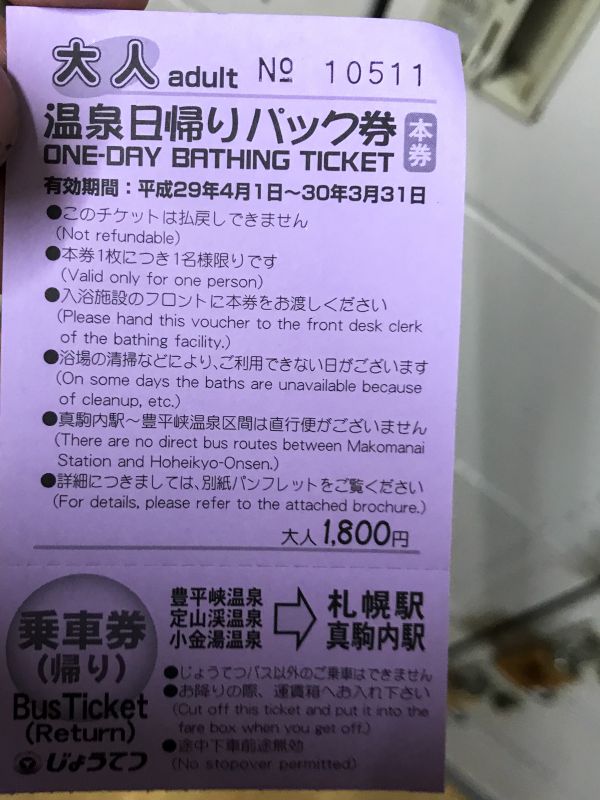 大人 adult № 10511
温泉日帰りパック券 本券
ONE-DAY BATHING TICKET
有効期間：平成29年4月1日～30年3月31日
●このチケットは払戻しできません
(Not refundable)
●本券1枚につき1名様限りです
(Valid only for one person)
●入浴施設のフロントに本券をお渡しください
(Please hand this voucher to the front desk clerk
of the bathing facility.)
●浴場の清掃などにより、ご利用できない日がございます
(On some days the baths are unavailable because
of cleanup, etc.)
●真駒内駅～豊平峡温泉区間は直行便がございません
(There are no direct bus routes between Makomanai
Station and Hoheikyo-Onsen.)
●詳細につきましては、別紙パンフレットをご覧ください
(For details, please refer to the attached brochure.)
大人1,800円
乗車券
(帰り)
Bus Ticket
(Return)
じょうてつ
豊平峡温泉
定山渓温泉
小金湯温泉
札幌駅
真駒内駅
●じょうてつバス以外のご乗車はできません
●お降りの際、運賃箱へお入れ下さい
(Cut off this ticket and put it into the
fare box when you get off.)
●途中下車前途無効
(No stopover permitted)